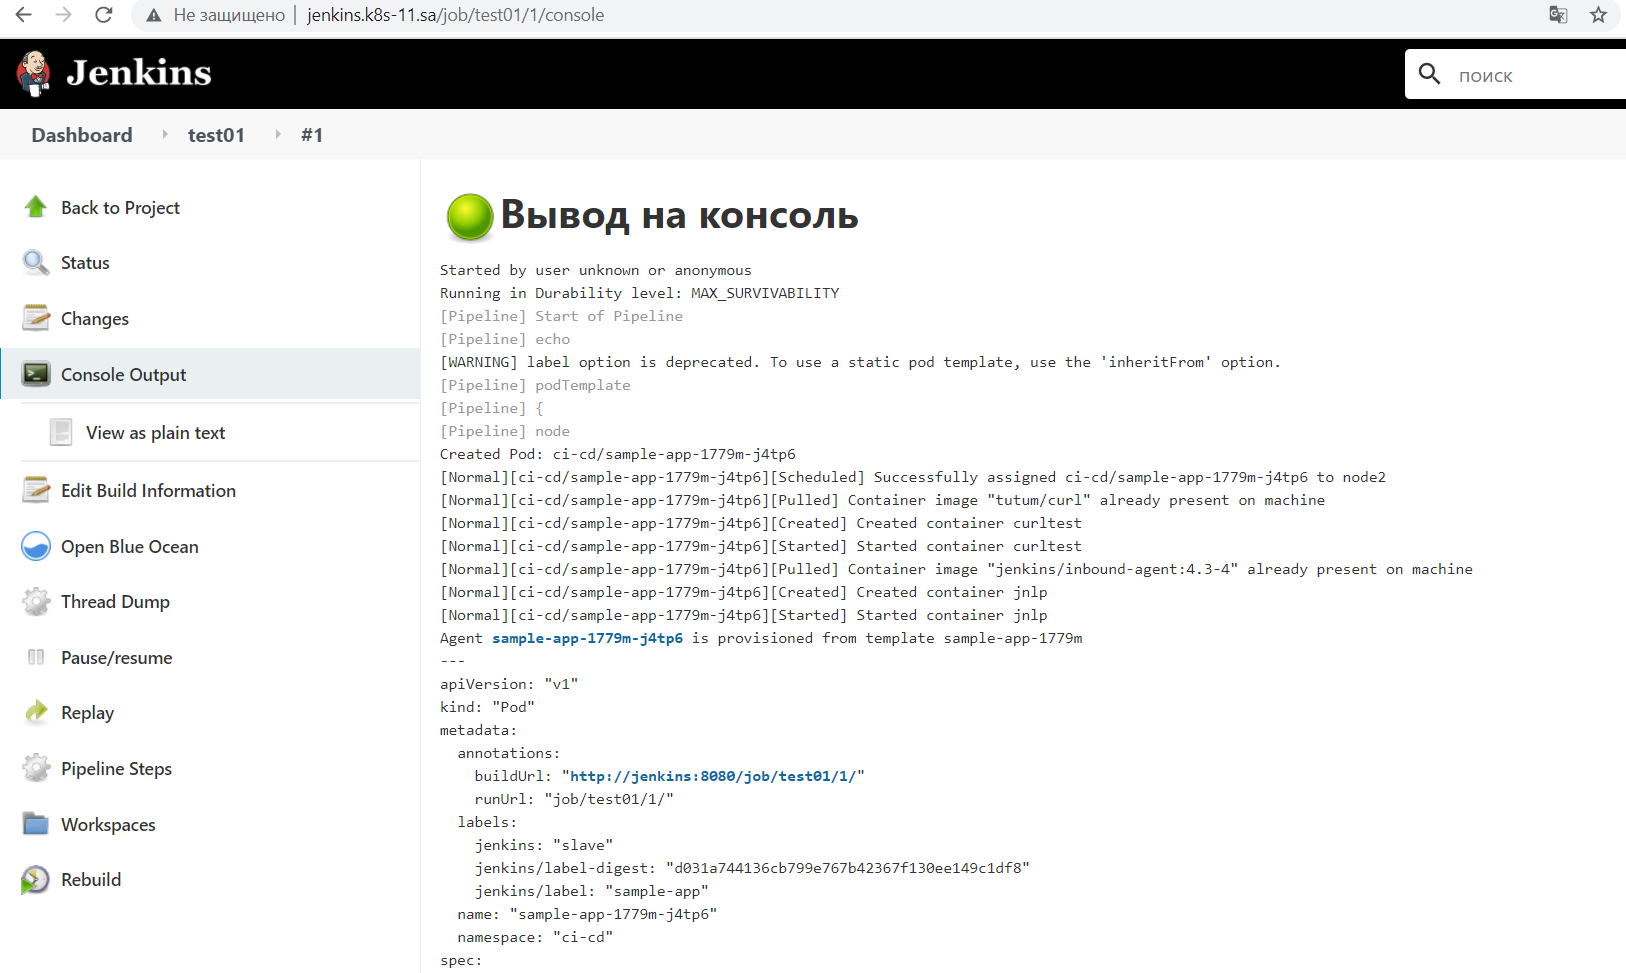 Не защищено | jenkins.k8s-11.sa/job/test01/1/console
Jenkins
поиск
Dashboard test01 #1
Back to Project
Status
Changes
Console Output
View as plain text
Edit Build Information
Open Blue Ocean
Thread Dump
Pause/resume
Replay
Pipeline Steps
Workspaces
Rebuild
Вывод на консоль
Started by user unknown or anonymous
Running in Durability level: MAX_SURVIVABILITY
[Pipeline] Start of Pipeline
[Pipeline] echo
[WARNING] label option is deprecated. To use a static pod template, use the 'inheritFrom' option.
[Pipeline] podTemplate
[Pipeline] {
[Pipeline] node
Created Pod: ci-cd/sample-app-1779m-j4tp6
[Normal][ci-cd/sample-app-1779m-j4tp6][Scheduled] Successfully assigned ci-cd/sample-app-1779m-j4tp6 to node2
[Normal][ci-cd/sample-app-1779m-j4tp6][Pulled] Container image "tutum/curl" already present on machine
[Normal][ci-cd/sample-app-1779m-j4tp6][Created] Created container curltest
[Normal][ci-cd/sample-app-1779m-j4tp6][Started] Started container curltest
[Normal][ci-cd/sample-app-1779m-j4tp6][Pulled] Container image "jenkins/inbound-agent:4.3-4" already present on machine
[Normal][ci-cd/sample-app-1779m-j4tp6][Created] Created container jnlp
[Normal][ci-cd/sample-app-1779m-j4tp6][Started] Started container jnlp
Agent sample-app-1779m-j4tp6 is provisioned from template sample-app-1779m
---
apiVersion: "v1"
kind: "Pod"
metadata:
  annotations:
    buildUrl: "http://jenkins:8080/job/test01/1/"
    runUrl: "job/test01/1/"
  labels:
    jenkins: "slave"
    jenkins/label-digest: "d031a744136cb799e767b42367f130ee149c1df8"
    jenkins/label: "sample-app"
  name: "sample-app-1779m-j4tp6"
  namespace: "ci-cd"
spec: